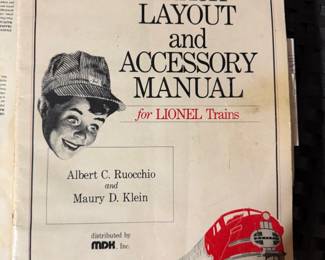 LAYOUT
and
ACCESSORY
MANUAL
for LIONEL Trains
Albert C. Ruocchio
and
Maury D. Klein
distributed by
MDK, Inc.